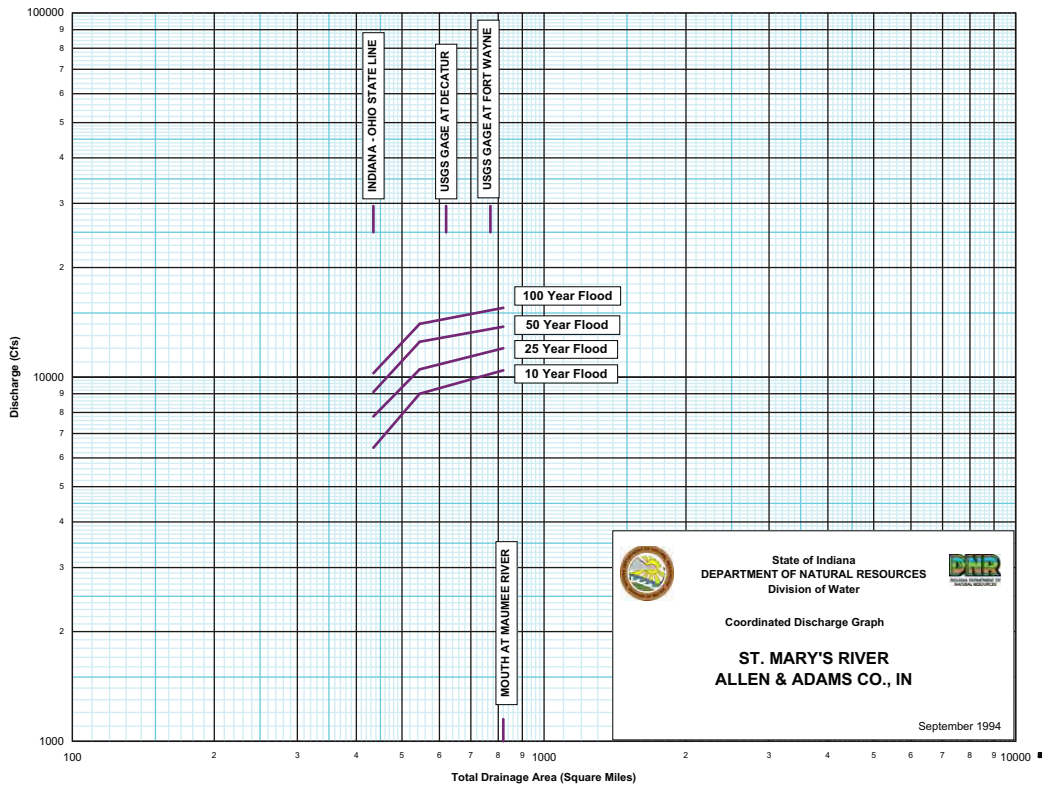 100000
9
8
7
6
5
4
3
2
10000
9
8
7
6
5
4
3
2
1000
Discharge (Cfs)
INDIANA - OHIO STATE LINE
USGS GAGE AT DECATUR
USGS GAGE AT FORT WAYNE
100 Year Flood
50 Year Flood
25 Year Flood
10 Year Flood
MOUTH AT MAUMEE RIVER
State of Indiana
DEPARTMENT OF NATURAL RESOURCES
Division of Water
DNR
INDIANA DEPARTMENT OF
NATURAL RESOURCES
Coordinated Discharge Graph
ST. MARY'S RIVER
ALLEN & ADAMS CO., IN
September 1994
100 2 3 4 5 6 7 8 9 1000 2 3 4 5 6 7 8 9 10000
Total Drainage Area (Square Miles)